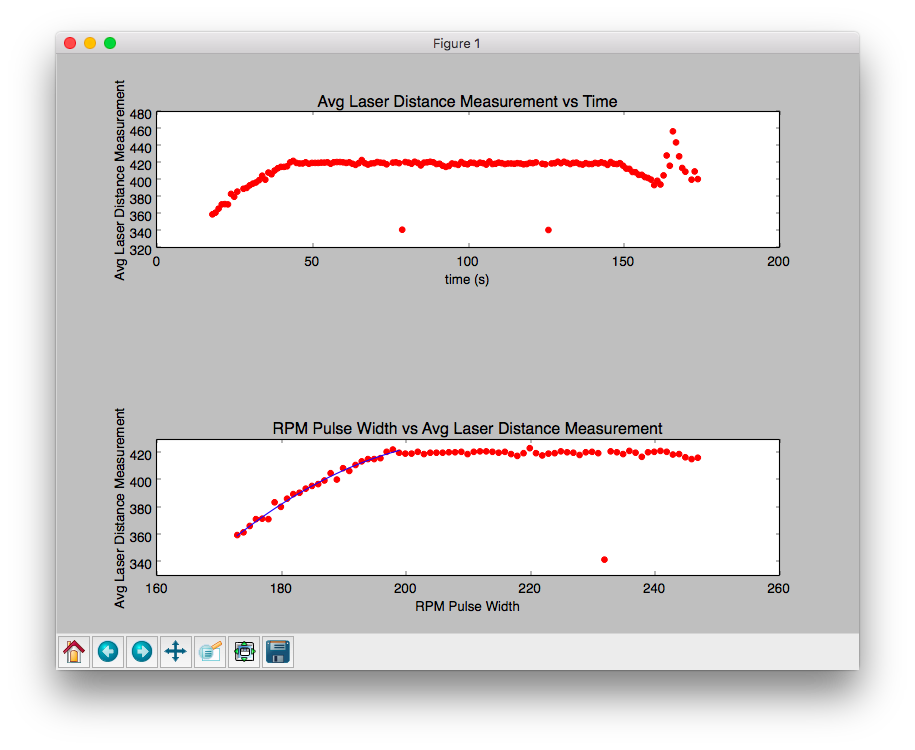 Figure 1
Avg Laser Distance Measurement vs Time
Avg Laser Distance Measurement
480
460
440
420
400
380
360
340
320
0 50 100 150 200
time (s)
RPM Pulse Width vs Avg Laser Distance Measurement
Avg Laser Distance Measurement
420
400
380
360
340
160 180 200 220 240 260
RPM Pulse Width